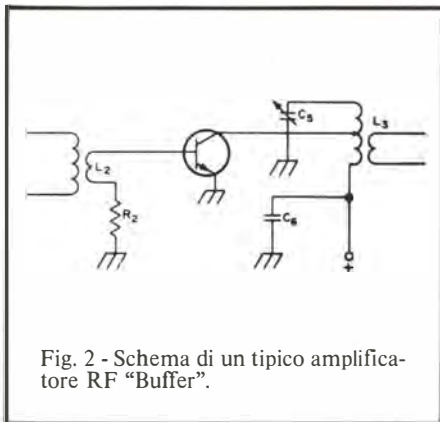 C5
L3
L2
R2
C6
+
Fig. 2 - Schema di un tipico amplifica-
tore RF “Buffer”.